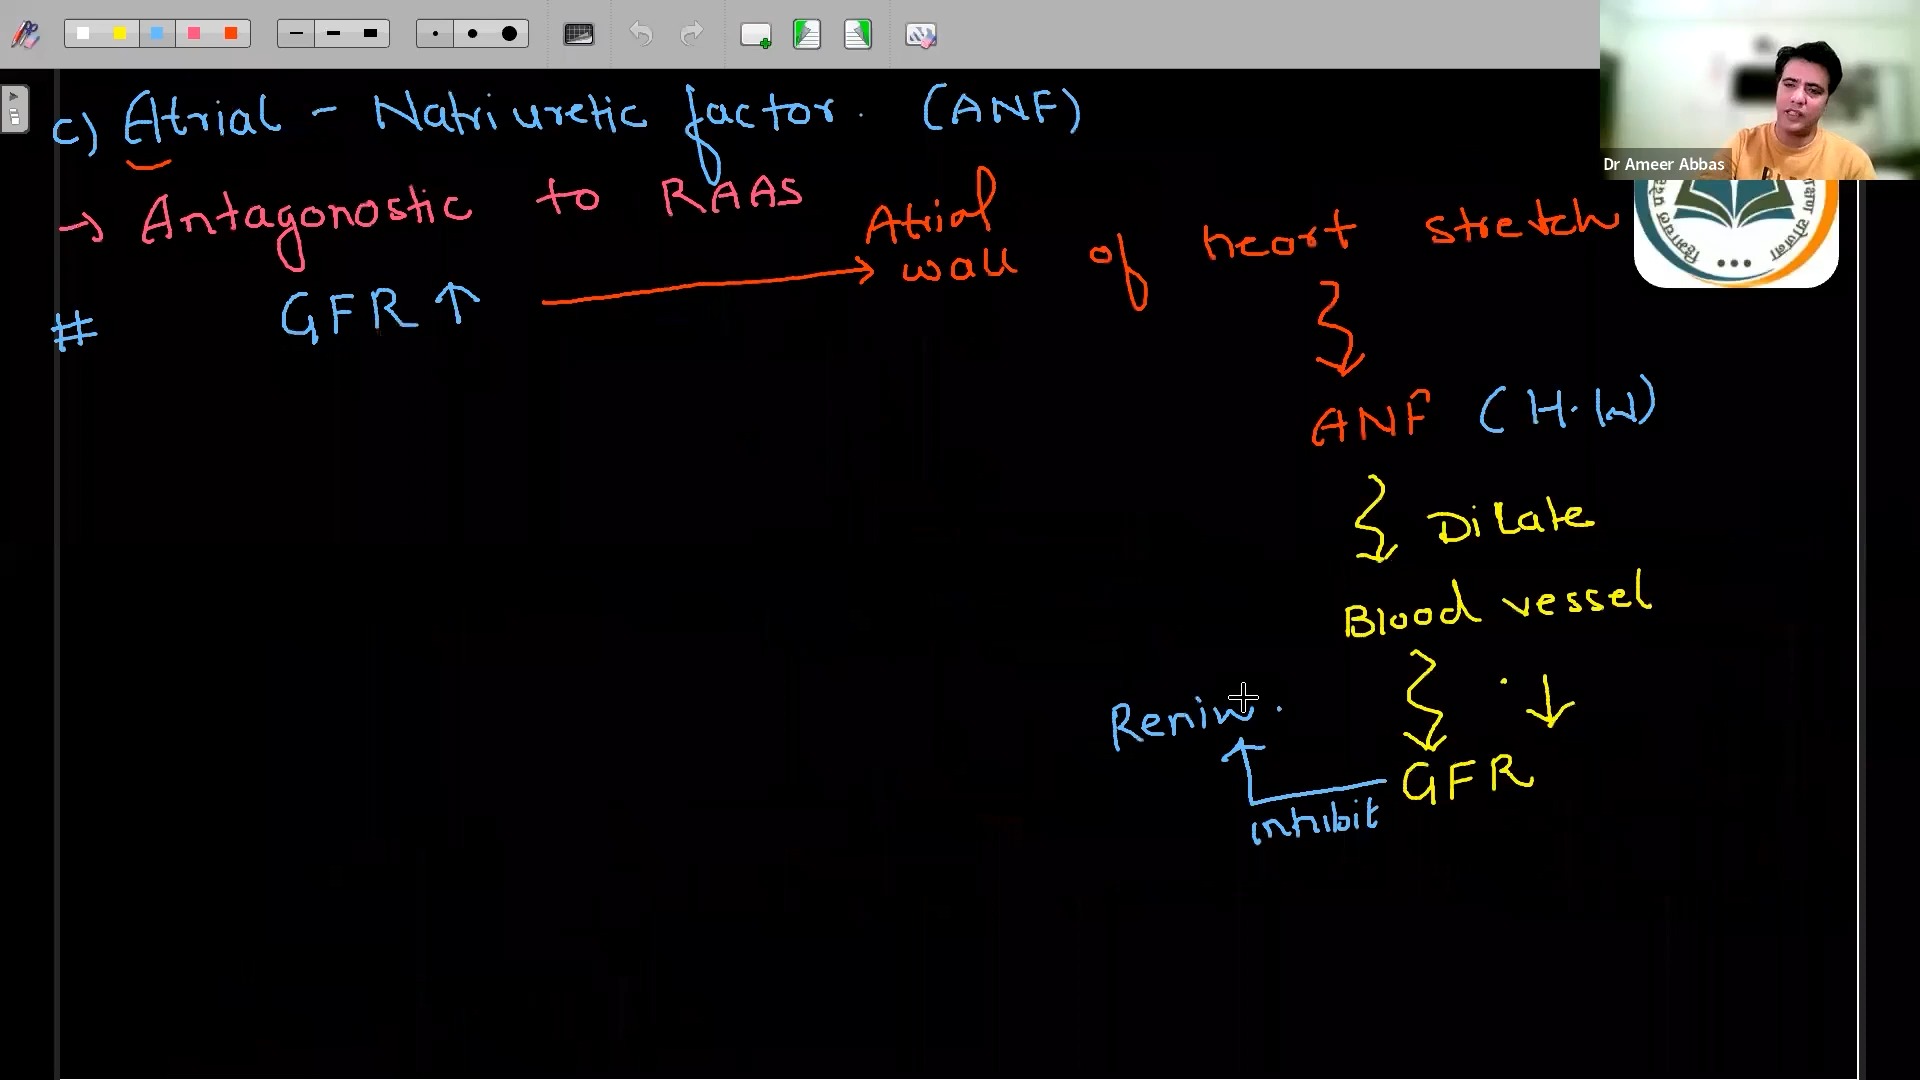 Dr Ameer Abbas
c) Atrial - Natriuretic factor. (ANF)
→ Antagonostic to RAAS
# GFR ↑ → Atrial wall of heart stretch
ANF (H.W)
Dilate
Blood vessel
↓
Renin.
GFR
inhibit